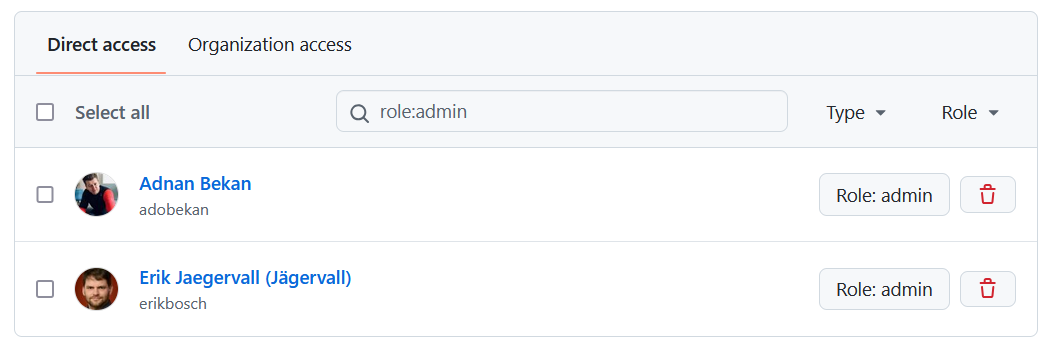 Direct access Organization access
Select all role:admin Type Role
Adnan Bekan
adobekan
Role: admin
Erik Jaegervall (Jägervall)
erikbosch
Role: admin